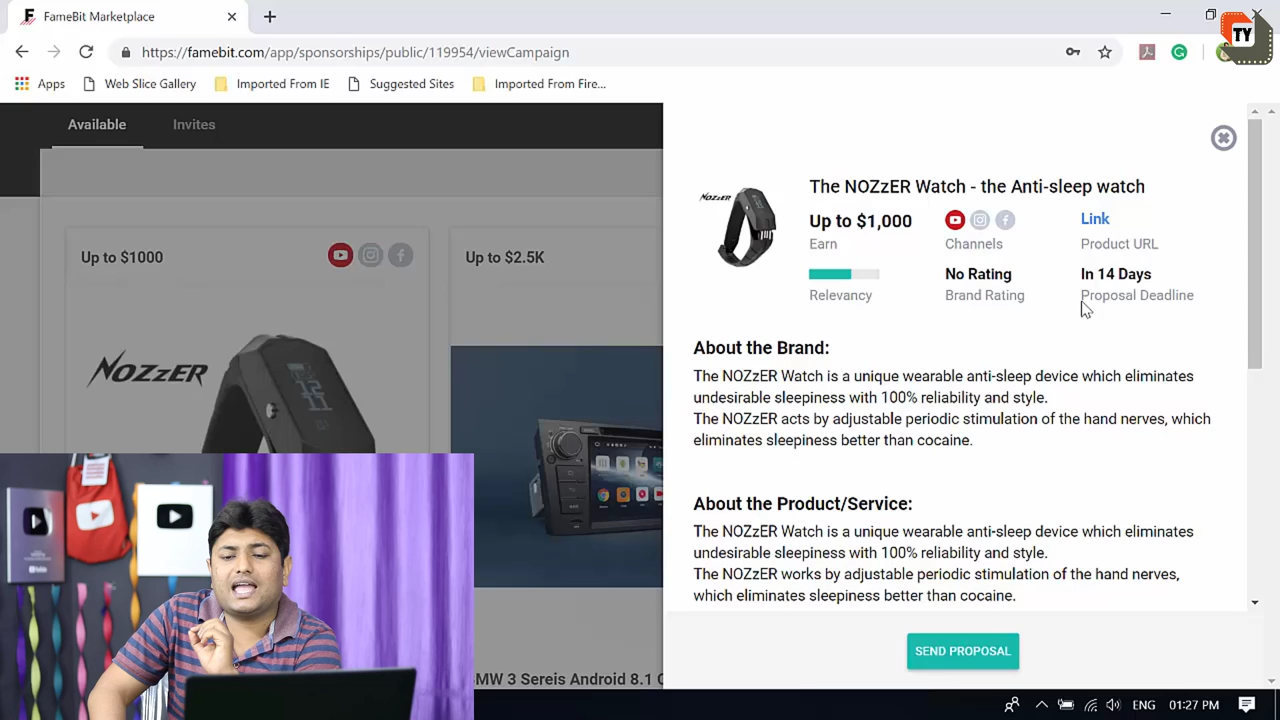 FameBit Marketplace
TY
https://famebit.com/app/sponsorships/public/119954/viewCampaign
Apps
Web Slice Gallery
Imported From IE
Suggested Sites
Imported From Fire...
Available
Invites
Up to $1000
NOZzER
Up to $2.5K
MW 3 Sereis Android 8.1
NOZzER
The NOZzER Watch - the Anti-sleep watch
Up to $1,000
Earn
Channels
Link
Product URL
Relevancy
No Rating
Brand Rating
In 14 Days
Proposal Deadline
About the Brand:
The NOZzER Watch is a unique wearable anti-sleep device which eliminates
undesirable sleepiness with 100% reliability and style.
The NOZzER acts by adjustable periodic stimulation of the hand nerves, which
eliminates sleepiness better than cocaine.
About the Product/Service:
The NOZzER Watch is a unique wearable anti-sleep device which eliminates
undesirable sleepiness with 100% reliability and style.
The NOZzER works by adjustable periodic stimulation of the hand nerves,
which eliminates sleepiness better than cocaine.
SEND PROPOSAL
ENG
01:27 PM